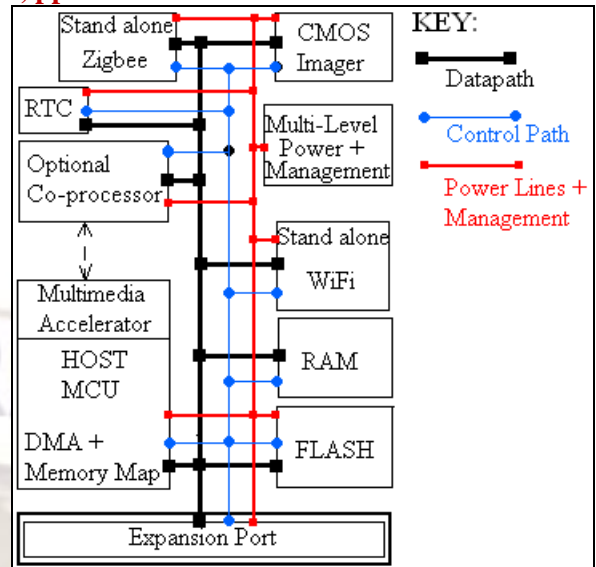 Stand alone
Zigbee
CMOS
Imager
KEY:
Datapath
Control Path
Power Lines +
Management
RTC
Multi-Level
Power +
Management
Optional
Co-processor
Stand alone
WiFi
Multimedia
Accelerator
HOST
MCU
DMA +
Memory Map
RAM
FLASH
Expansion Port